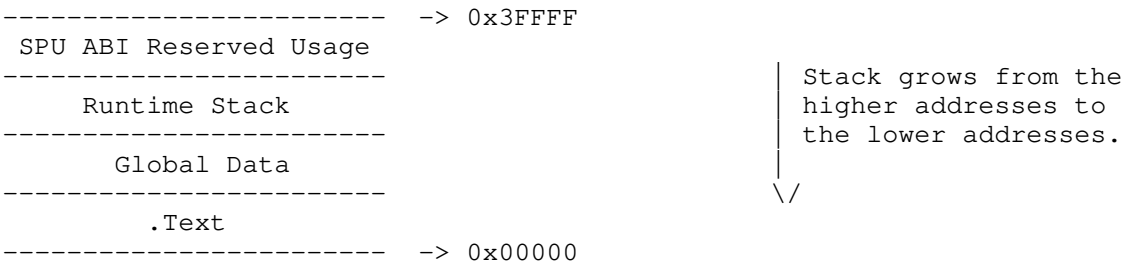 ------------------------ -> 0x3FFFF
SPU ABI Reserved Usage
------------------------ | Stack grows from the
Runtime Stack | higher addresses to
------------------------ | the lower addresses.
Global Data |
------------------------ \/
.Text
------------------------ -> 0x00000